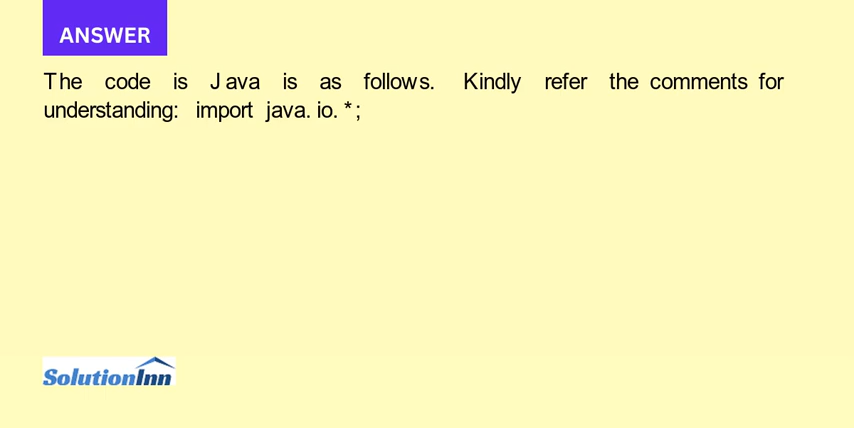 ANSWER
The code is Java is as follows. Kindly refer the comments for
understanding: import java. io. *;
SolutionInn